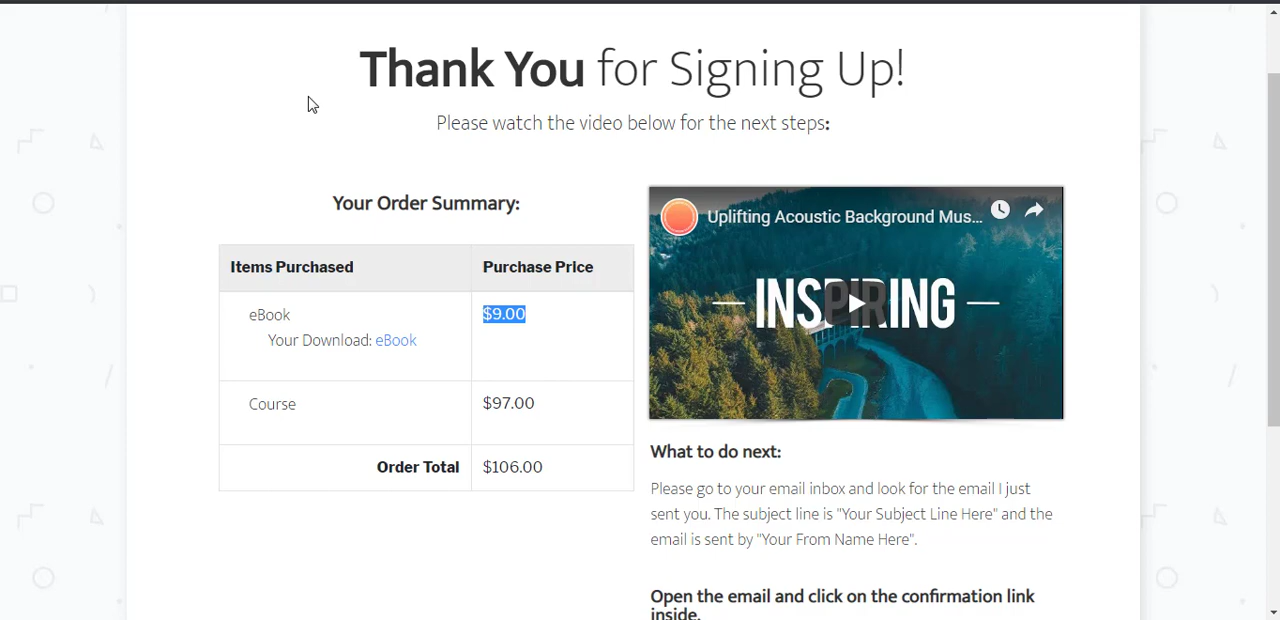 Thank You for Signing Up!
Please watch the video below for the next steps:
Your Order Summary:
Items Purchased Purchase Price
eBook $9.00
Your Download: eBook
Course $97.00
Order Total $106.00
Uplifting Acoustic Background Mus...
INSPIRING
What to do next:
Please go to your email inbox and look for the email I just
sent you. The subject line is "Your Subject Line Here" and the
email is sent by "Your From Name Here".
Open the email and click on the confirmation link
inside.